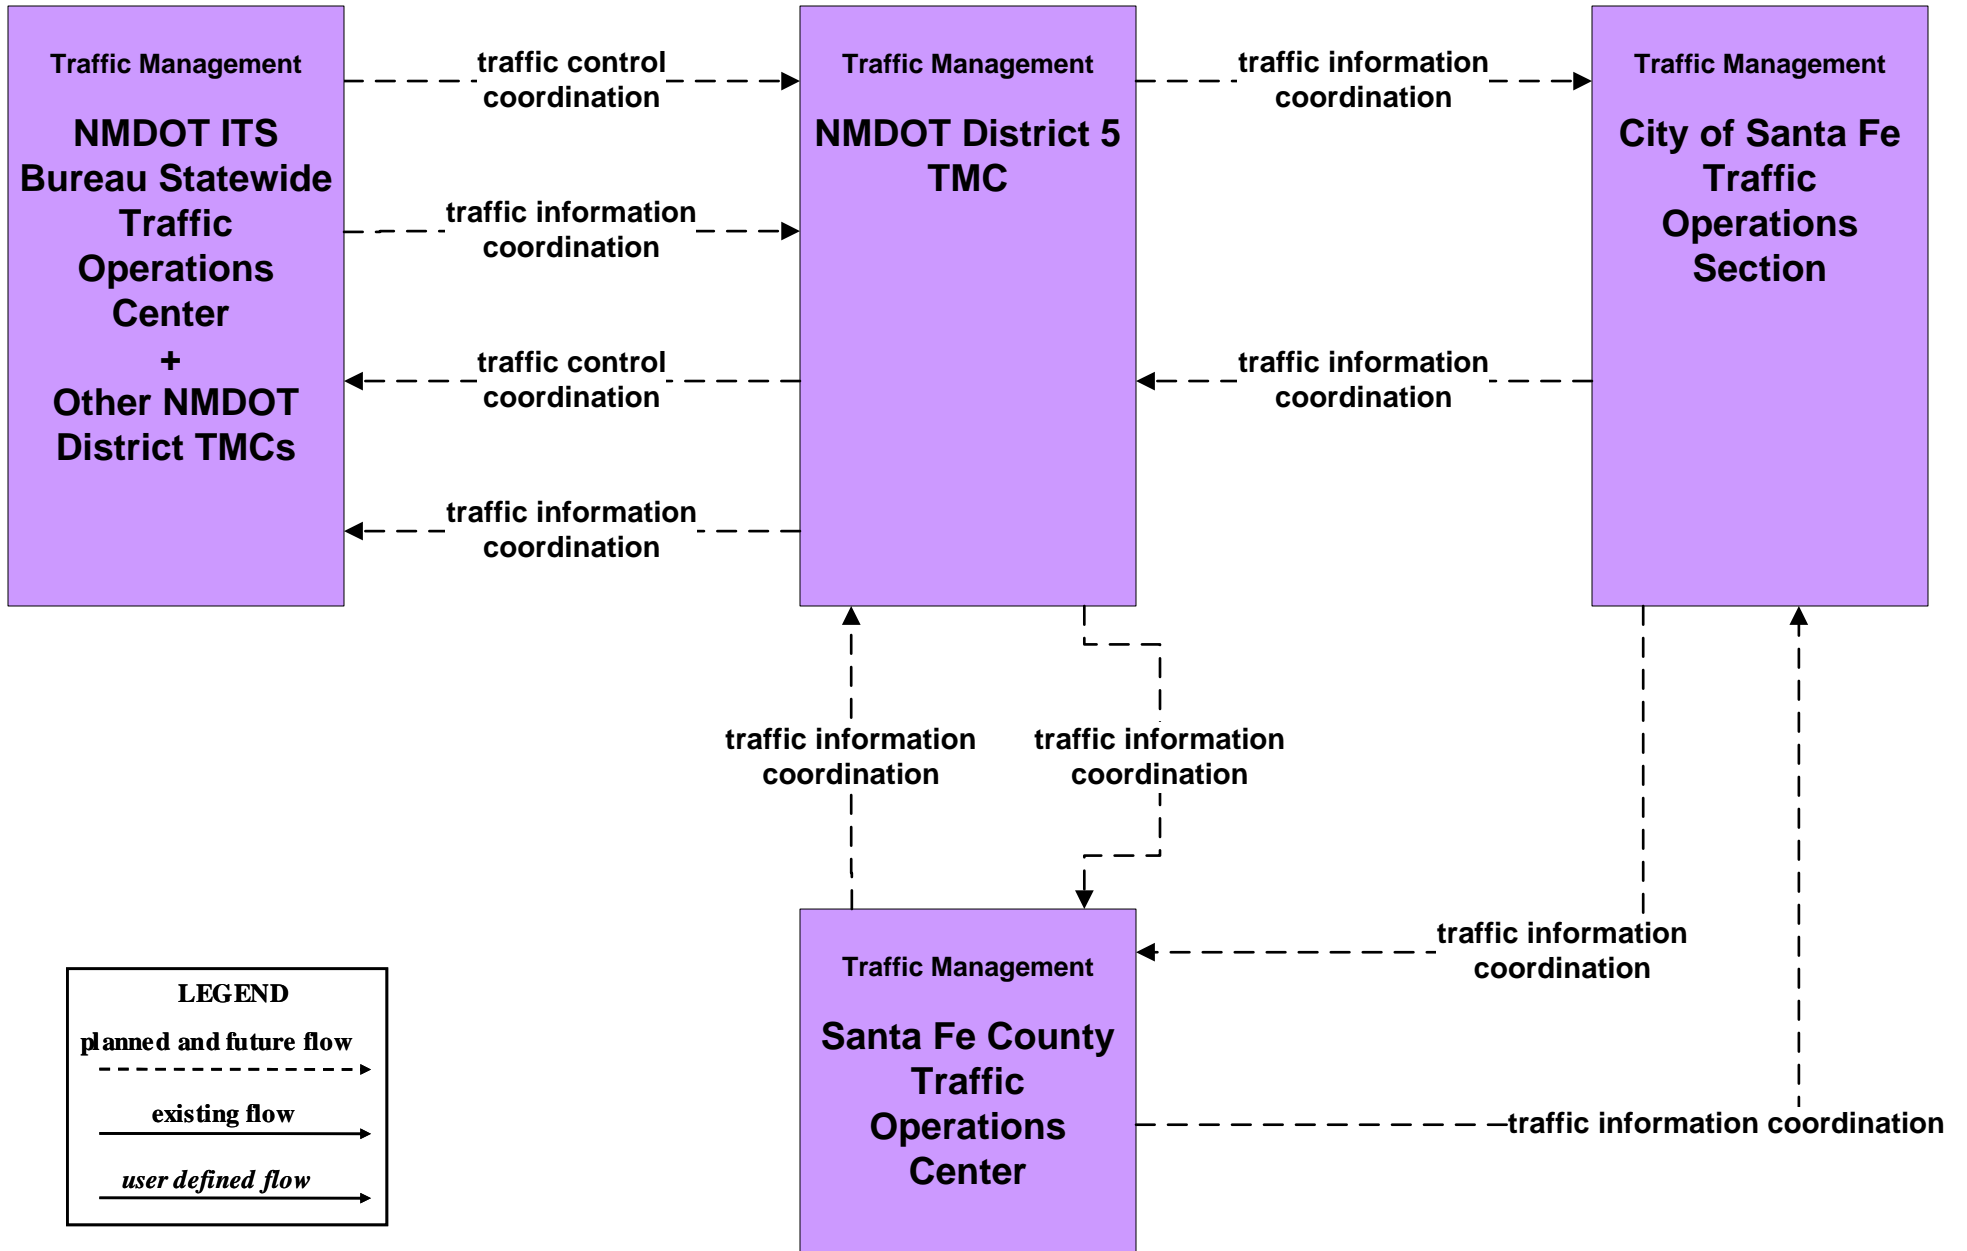 Traffic Management
NMDOT ITS
Bureau Statewide
Traffic
Operations
Center
+
Other NMDOT
District TMCs
traffic control
coordination
traffic information
coordination
traffic control
coordination
traffic information
coordination
Traffic Management
NMDOT District 5
TMC
traffic information
coordination
traffic information
coordination
Traffic Management
City of Santa Fe
Traffic
Operations
Section
traffic information
coordination
traffic information
coordination
traffic information
coordination
Traffic Management
Santa Fe County
Traffic
Operations
Center
traffic information coordination
LEGEND
planned and future flow
existing flow
user defined flow